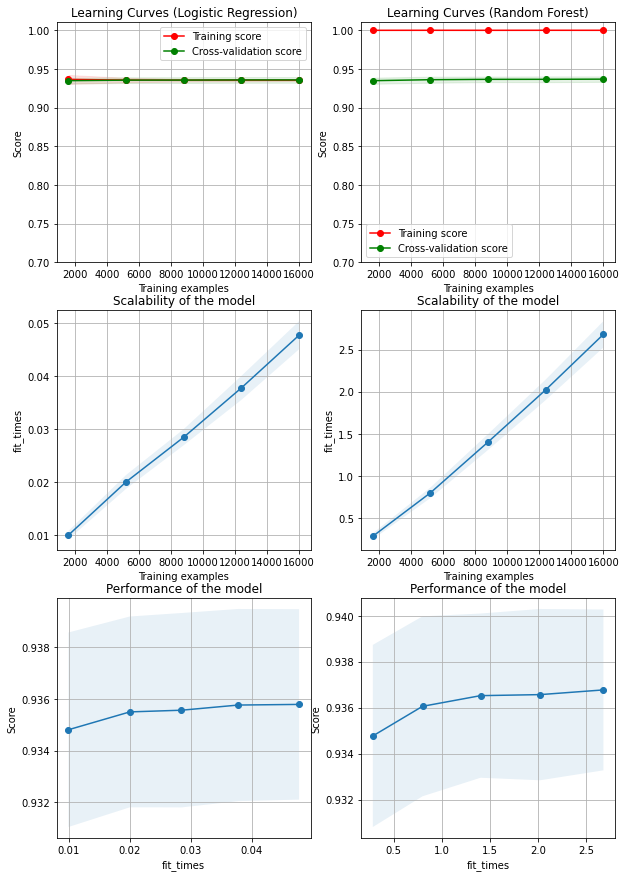 Learning Curves (Logistic Regression)
1.00
0.95
0.90
0.85
0.80
0.75
0.70
Score
Training score
Cross-validation score
2000 4000 6000 8000 10000 12000 14000 16000
Training examples
Learning Curves (Random Forest)
1.00
0.95
0.90
0.85
0.80
0.75
0.70
Score
Training score
Cross-validation score
2000 4000 6000 8000 10000 12000 14000 16000
Training examples
Scalability of the model
0.05
0.04
0.03
0.02
0.01
fit_times
2000 4000 6000 8000 10000 12000 14000 16000
Training examples
Scalability of the model
2.5
2.0
1.5
1.0
0.5
fit_times
2000 4000 6000 8000 10000 12000 14000 16000
Training examples
Performance of the model
0.938
0.936
0.934
0.932
Score
0.01 0.02 0.03 0.04
fit_times
Performance of the model
0.940
0.938
0.936
0.934
0.932
Score
0.5 1.0 1.5 2.0 2.5
fit_times